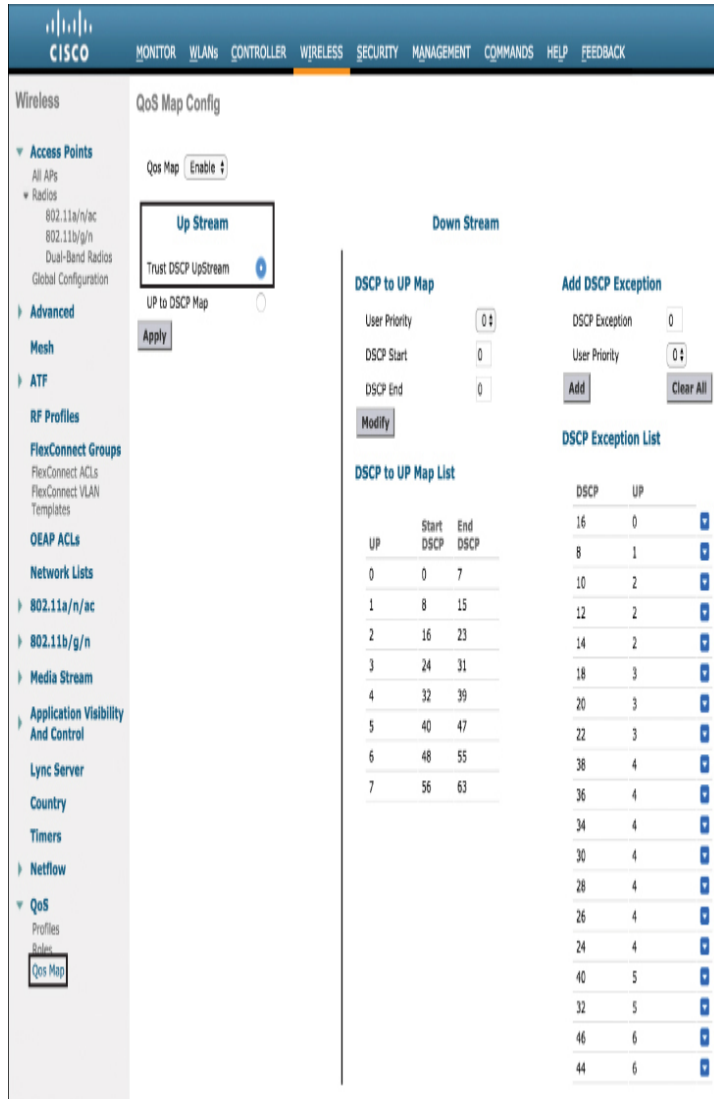 CISCO
MONITOR WLANs CONTROLLER WIRELESS SECURITY MANAGEMENT COMMANDS HELP FEEDBACK
Wireless
Access Points
All APs
Radios
802.11a/n/ac
802.11b/g/n
Dual-Band Radios
Global Configuration
Advanced
Mesh
ATF
RF Profiles
FlexConnect Groups
FlexConnect ACLs
FlexConnect VLAN
Templates
OEAP ACLs
Network Lists
802.11a/n/ac
802.11b/g/n
Media Stream
Application Visibility
And Control
Lync Server
Country
Timers
Netflow
QoS
Profiles
Roles
Qos Map
QoS Map Config
Qos Map Enable
Up Stream
Trust DSCP UpStream
UP to DSCP Map
Apply
Down Stream
DSCP to UP Map
User Priority 0
DSCP Start 0
DSCP End 0
Modify
DSCP to UP Map List
UP Start DSCP End DSCP
0 0 7
1 8 15
2 16 23
3 24 31
4 32 39
5 40 47
6 48 55
7 56 63
Add DSCP Exception
DSCP Exception 0
User Priority 0
Add Clear All
DSCP Exception List
DSCP UP
16 0
8 1
10 2
12 2
14 2
18 3
20 3
22 3
38 4
36 4
34 4
30 4
28 4
26 4
24 4
40 5
32 5
46 6
44 6